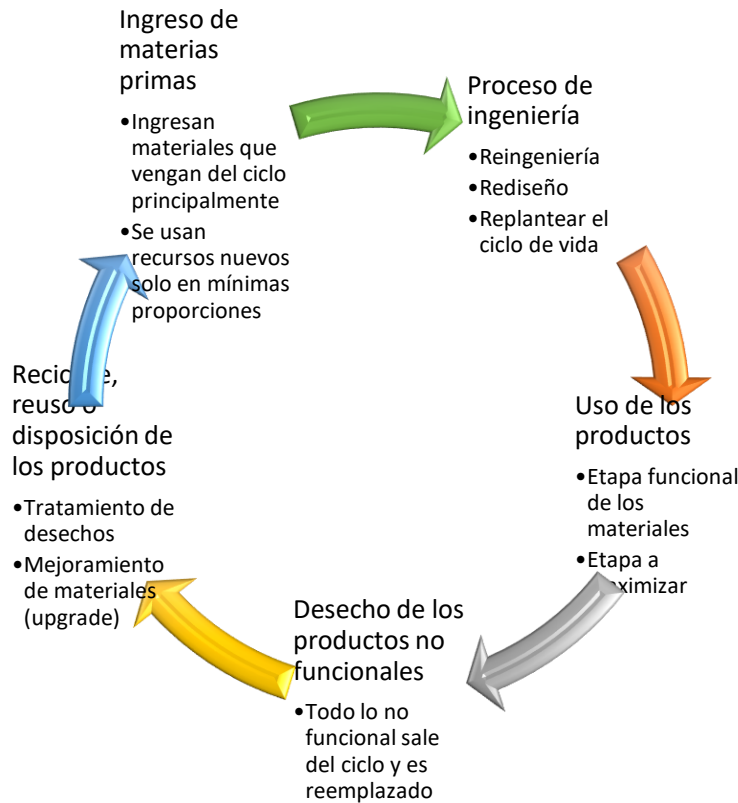 Ingreso de
materias
primas
•Ingresan
materiales que
vengan del ciclo
principalmente
•Se usan
recursos nuevos
solo en mínimas
proporciones
Proceso de
ingeniería
•Reingeniería
•Rediseño
•Replantear el
ciclo de vida
Uso de los
productos
•Etapa funcional
de los
materiales
•Etapa a
maximizar
Desecho de los
productos no
funcionales
•Todo lo no
funcional sale
del ciclo y es
reemplazado
Reciclaje,
reuso o
disposición de
los productos
•Tratamiento de
desechos
•Mejoramiento
de materiales
(upgrade)